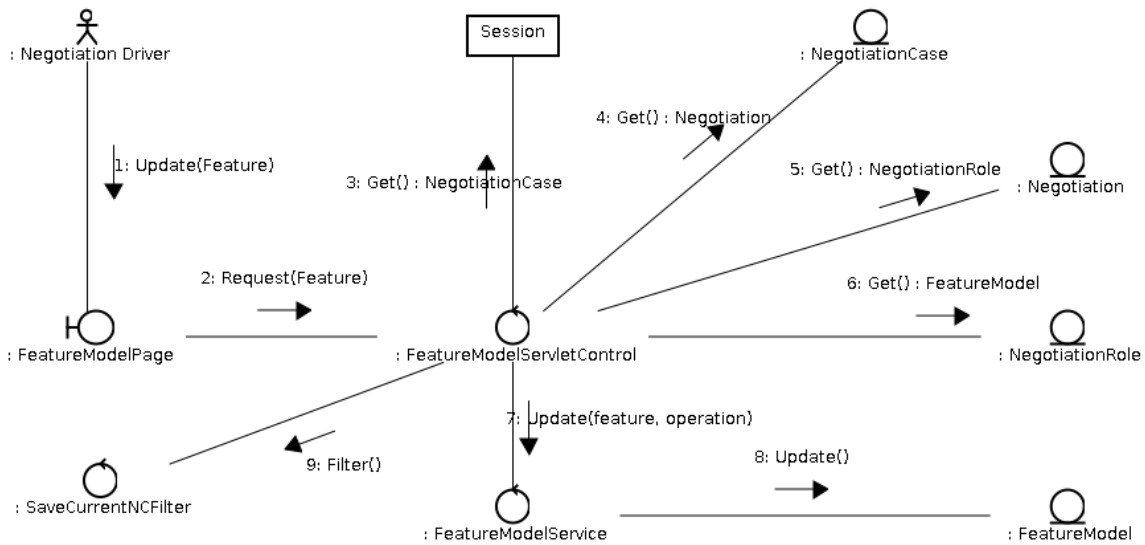 Session
: Negotiation Driver
: NegotiationCase
4: Get() : Negotiation
1: Update(Feature)
5: Get() : NegotiationRole
3: Get() : NegotiationCase
: Negotiation
2: Request(Feature)
6: Get() : FeatureModel
: FeatureModelPage
: FeatureModelServletControl
: NegotiationRole
7: Update(feature, operation)
8: Update()
9: Filter()
: SaveCurrentNCFilter
: FeatureModelService
: FeatureModel